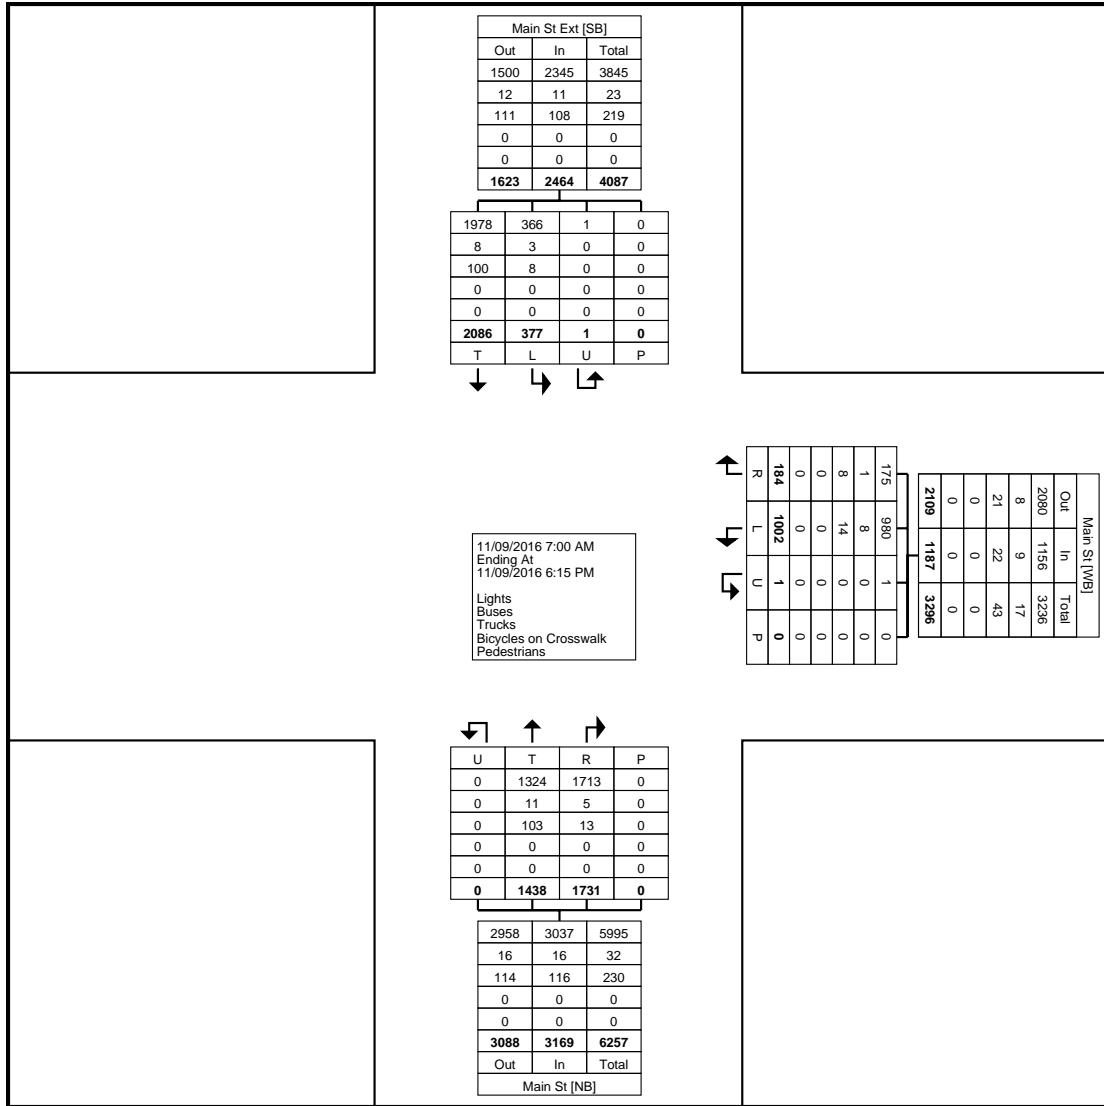 Main St Ext [SB]
Out In Total
1500 2345 3845
12 11 23
111 108 219
0 0 0
0 0 0
1623 2464 4087
1978 366 1 0
8 3 0 0
100 8 0 0
0 0 0 0
0 0 0 0
2086 377 1 0
T L U P
Main St [WB]
Out In Total
2080 1156 3236
8 9 17
21 22 43
0 0 0
0 0 0
2109 1187 3296
175 980 1 0
1 8 0 0
8 14 0 0
0 0 0 0
0 0 0 0
184 1002 1 0
R L U P
11/09/2016 7:00 AM
Ending At
11/09/2016 6:15 PM
Lights
Buses
Trucks
Bicycles on Crosswalk
Pedestrians
U T R P
0 1324 1713 0
0 11 5 0
0 103 13 0
0 0 0 0
0 0 0 0
0 1438 1731 0
2958 3037 5995
16 16 32
114 116 230
0 0 0
0 0 0
3088 3169 6257
Out In Total
Main St [NB]